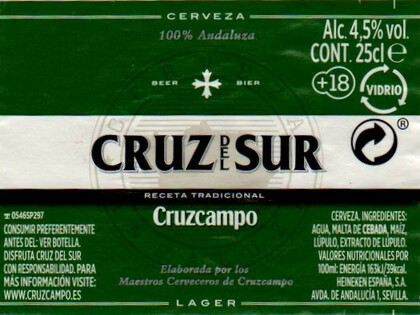 CERVEZA
100% Andaluza
Alc. 4,5% vol.
CONT. 25cl e
+18
VIDRIO
BEER BIER
CRUZ DEL SUR
®
RECETA TRADICIONAL
Cruzcampo
0546SP297
CONSUMIR PREFERENTEMENTE
ANTES DEL: VER BOTELLA.
DISFRUTA CRUZ DEL SUR
CON RESPONSABILIDAD. PARA
MÁS INFORMACIÓN VISITE:
WWW.CRUZCAMPO.ES
Elaborada por los
Maestros Cerveceros de Cruzcampo
CERVEZA. INGREDIENTES:
AGUA, MALTA DE CEBADA, MAÍZ,
LÚPULO, EXTRACTO DE LÚPULO.
VALORES NUTRICIONALES POR
100ml: ENERGÍA 163kJ/39kcal.
HEINEKEN ESPAÑA, S.A.
AVDA. DE ANDALUCÍA 1, SEVILLA.
LAGER